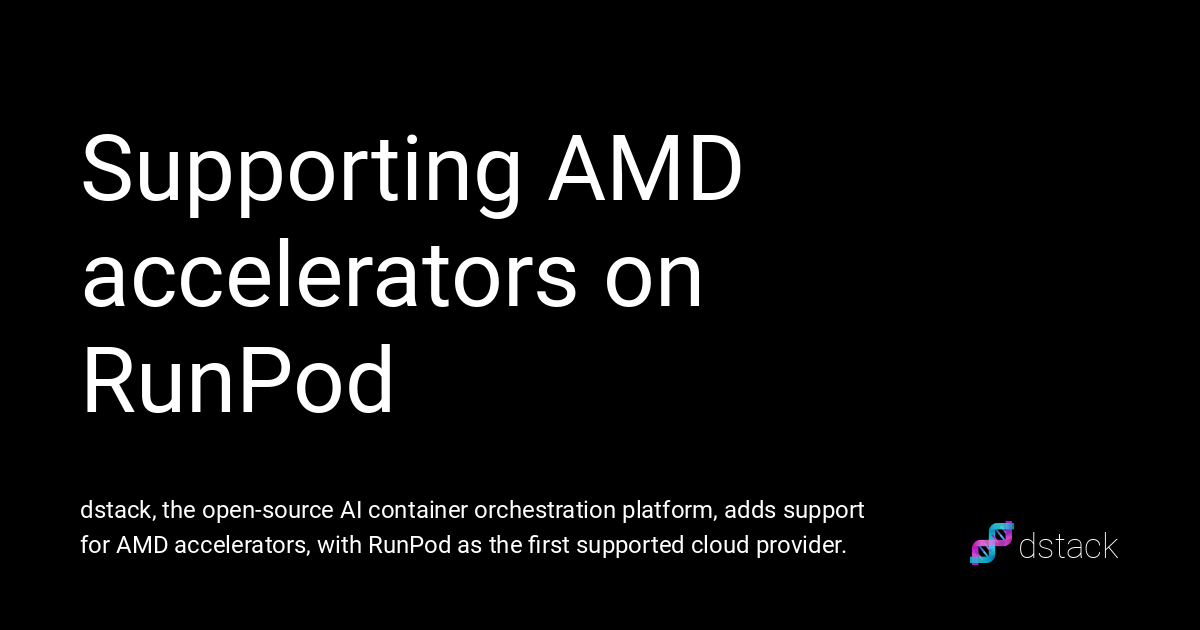 Supporting AMD
accelerators on
RunPod
dstack, the open-source AI container orchestration platform, adds support
for AMD accelerators, with RunPod as the first supported cloud provider.
dstack